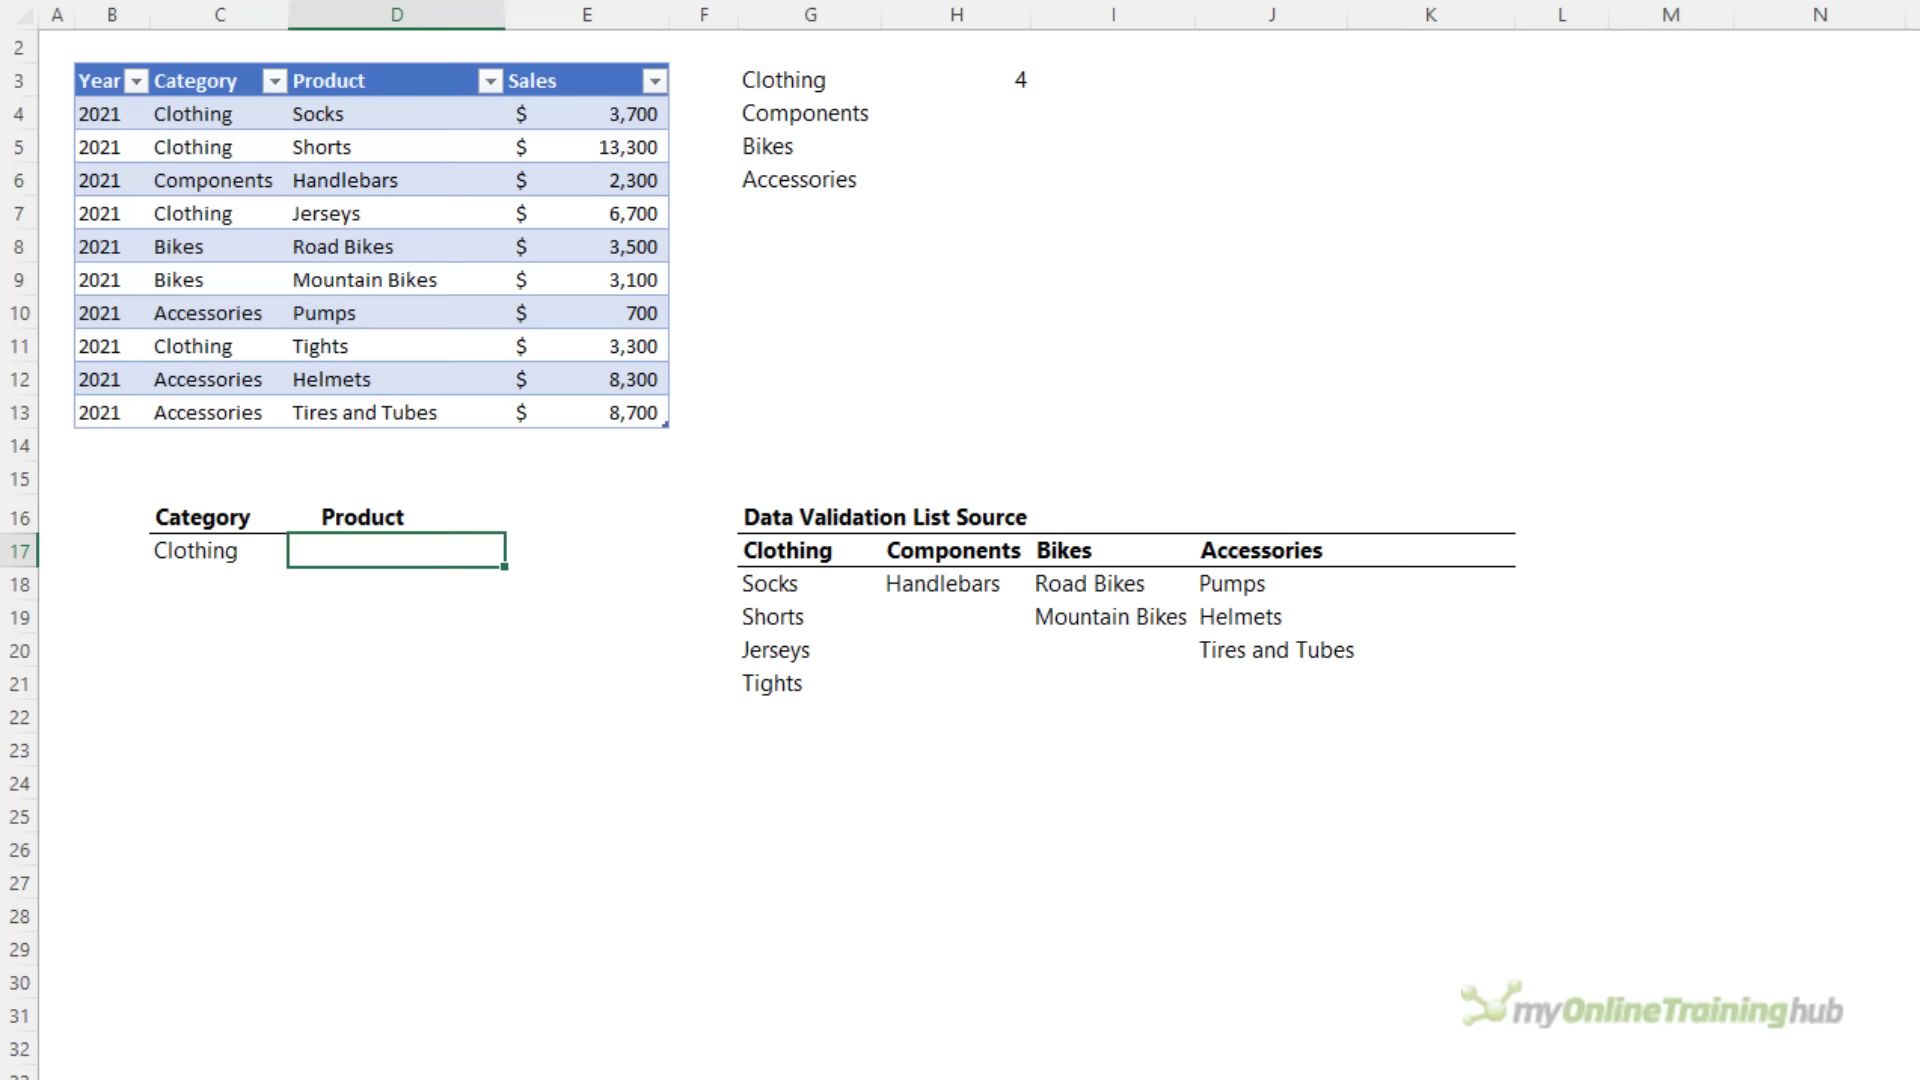 A B C D E F G H I J K L M N
2
3 Year Category Product Sales Clothing 4
4 2021 Clothing Socks $ 3,700 Components
5 2021 Clothing Shorts $ 13,300 Bikes
6 2021 Components Handlebars $ 2,300 Accessories
7 2021 Clothing Jerseys $ 6,700
8 2021 Bikes Road Bikes $ 3,500
9 2021 Bikes Mountain Bikes $ 3,100
10 2021 Accessories Pumps $ 700
11 2021 Clothing Tights $ 3,300
12 2021 Accessories Helmets $ 8,300
13 2021 Accessories Tires and Tubes $ 8,700
14
15
16 Category Product Data Validation List Source
17 Clothing Clothing Components Bikes Accessories
18 Socks Handlebars Road Bikes Pumps
19 Shorts Mountain Bikes Helmets
20 Jerseys Tires and Tubes
21 Tights
22
23
24
25
26
27
28
29
30
31 myOnlineTraininghub
32